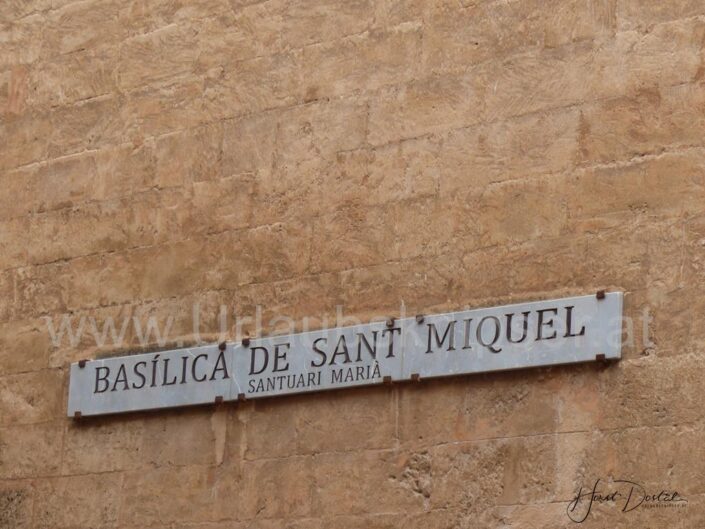 BASÍLICA DE SANT MIQUEL
SANTUARI MARIÀ